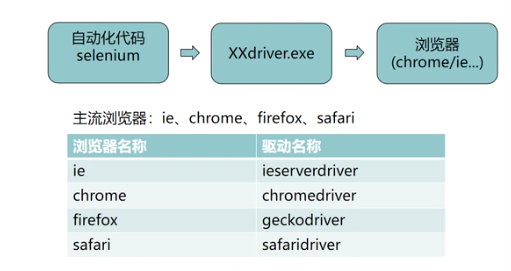 自动化代码
selenium
XXdriver.exe
浏览器
(chrome/ie...)
主流浏览器：ie、chrome、firefox、safari
浏览器名称 驱动名称
ie ieserverdriver
chrome chromedriver
firefox geckodriver
safari safaridriver